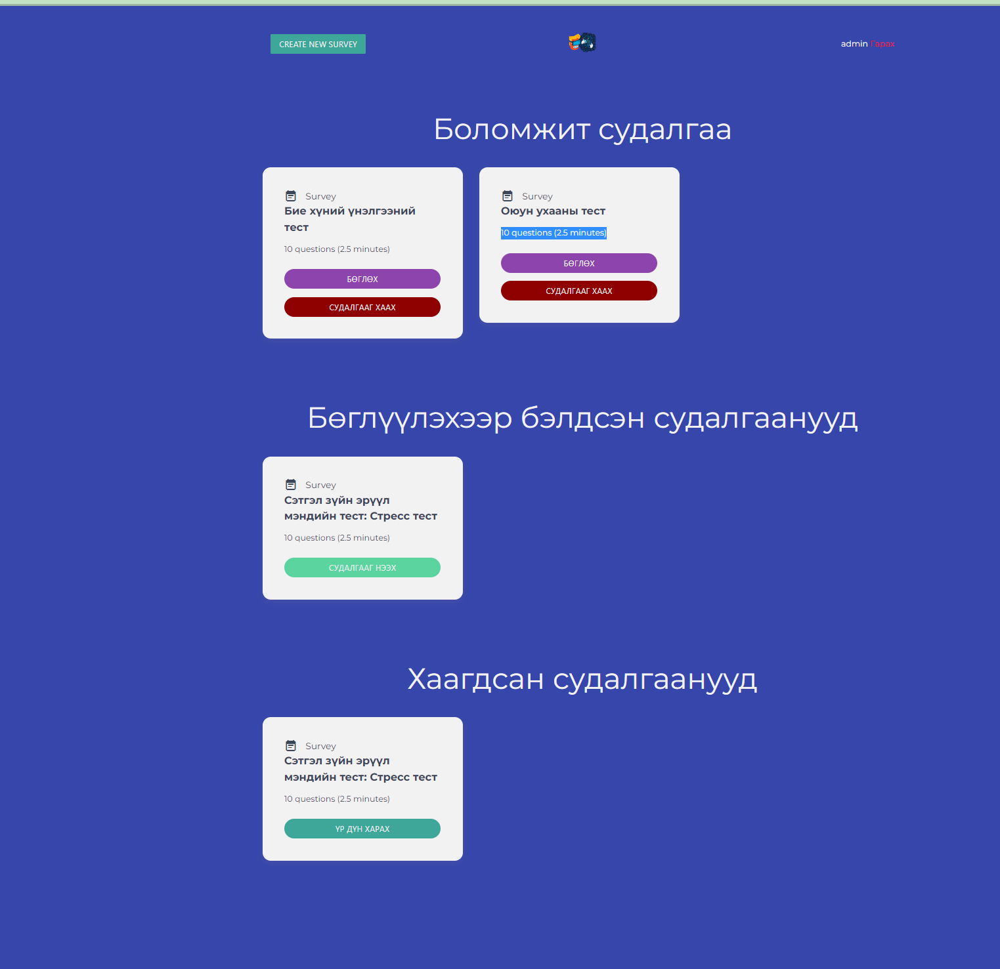 CREATE NEW SURVEY
admin Гарах
Боломжит судалгаа
Survey
Бие хүний үнэлгээний
тест
10 questions (2.5 minutes)
БӨГЛӨХ
СУДАЛГААГ ХААХ
Survey
Оюун ухааны тест
10 questions (2.5 minutes)
БӨГЛӨХ
СУДАЛГААГ ХААХ
Бөглүүлэхээр бэлдсэн судалгаанууд
Survey
Сэтгэл зүйн эрүүл
мэндийн тест: Стресс тест
10 questions (2.5 minutes)
СУДАЛГААГ НЭЭХ
Хаагдсан судалгаанууд
Survey
Сэтгэл зүйн эрүүл
мэндийн тест: Стресс тест
10 questions (2.5 minutes)
ҮР ДҮН ХАРАХ